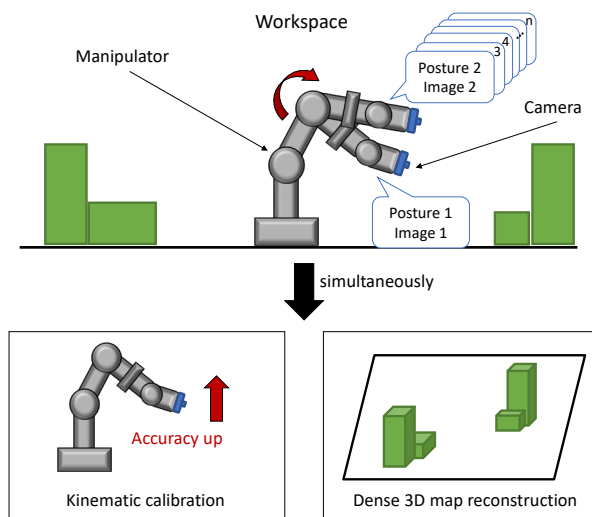 Workspace
Manipulator
n
...
4
3
Posture 2
Image 2
Camera
Posture 1
Image 1
simultaneously
Accuracy up
Kinematic calibration
Dense 3D map reconstruction